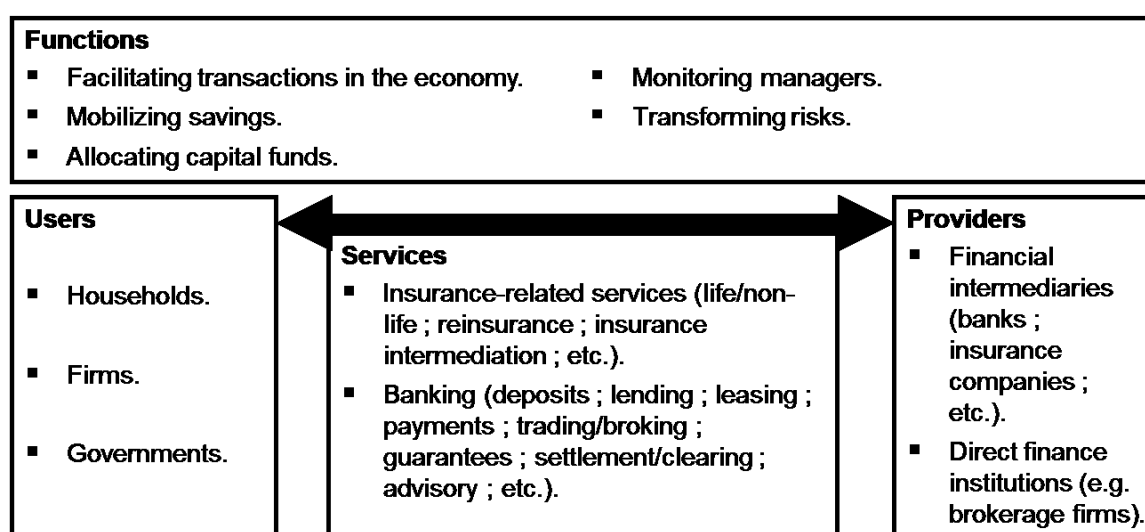 Functions
▪ Facilitating transactions in the economy.
▪ Mobilizing savings.
▪ Allocating capital funds.
▪ Monitoring managers.
▪ Transforming risks.
Users
▪ Households.
▪ Firms.
▪ Governments.
Services
▪ Insurance-related services (life/non-
life ; reinsurance ; insurance
intermediation ; etc.).
▪ Banking (deposits ; lending ; leasing ;
payments ; trading/broking ;
guarantees ; settlement/clearing ;
advisory ; etc.).
Providers
▪ Financial
intermediaries
(banks ;
insurance
companies ;
etc.).
▪ Direct finance
institutions (e.g.
brokerage firms).